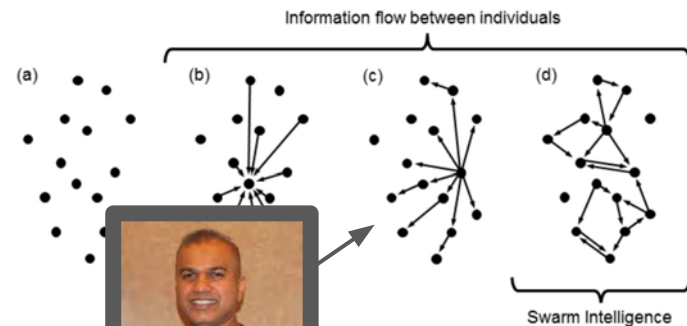 Information flow between individuals
(a)
(b)
(c)
(d)
Swarm Intelligence